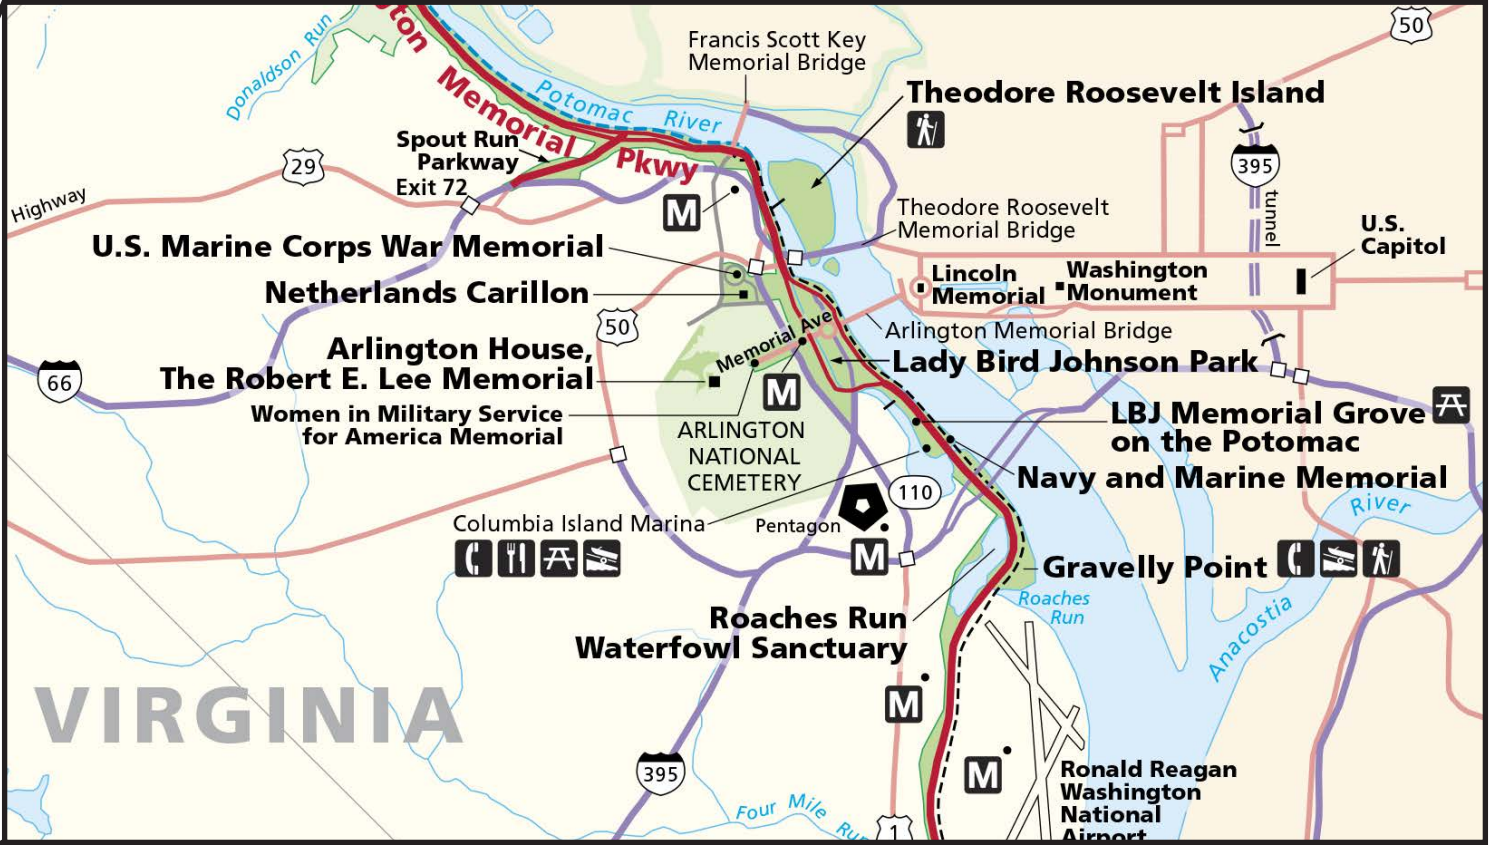 Donaldson Run
Francis Scott Key
Memorial Bridge
50
Memorial
Pkwy
Potomac River
Theodore Roosevelt Island
Spout Run
Parkway
Exit 72
29
Highway
395
tunnel
M
Theodore Roosevelt
Memorial Bridge
U.S.
Capitol
U.S. Marine Corps War Memorial
Netherlands Carillon
Lincoln
Memorial
Washington
Monument
50
Memorial Ave
Arlington Memorial Bridge
Arlington House,
The Robert E. Lee Memorial
Lady Bird Johnson Park
66
M
Women in Military Service
for America Memorial
LBJ Memorial Grove
on the Potomac
ARLINGTON
NATIONAL
CEMETERY
Navy and Marine Memorial
110
River
Columbia Island Marina
Pentagon
M
Gravelly Point
Roaches
Run
Anacostia
Roaches Run
Waterfowl Sanctuary
VIRGINIA
M
395
M
Ronald Reagan
Washington
National
Airport
Four Mile Run
1